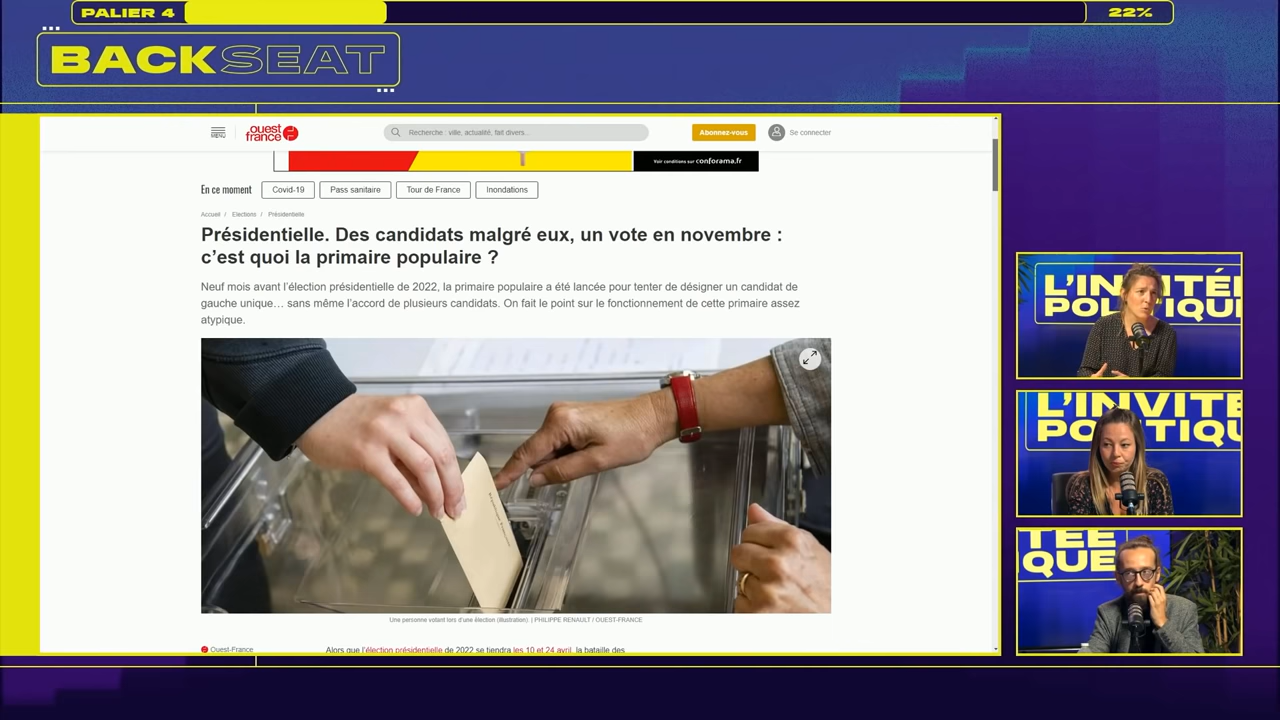 PALIER 4
22%
BACKSEAT
MENU
ouest
france
Recherche : ville, actualité, fait divers...
Abonnez-vous
Se connecter
Voir conditions sur conforama.fr
En ce moment
Covid-19
Pass sanitaire
Tour de France
Inondations
Accueil / Elections / Présidentielle
Présidentielle. Des candidats malgré eux, un vote en novembre :
c’est quoi la primaire populaire ?
Neuf mois avant l’élection présidentielle de 2022, la primaire populaire a été lancée pour tenter de désigner un candidat de
gauche unique… sans même l’accord de plusieurs candidats. On fait le point sur le fonctionnement de cette primaire assez
atypique.
Une personne votant lors d’une élection (illustration). | PHILIPPE RENAULT / OUEST-FRANCE
Ouest-France
Alors que l’élection présidentielle de 2022 se tiendra les 10 et 24 avril, la bataille des
L'INVITÉ
POLITIQU
L'INVITÉ
POLITIQU
TÉE
IQUE